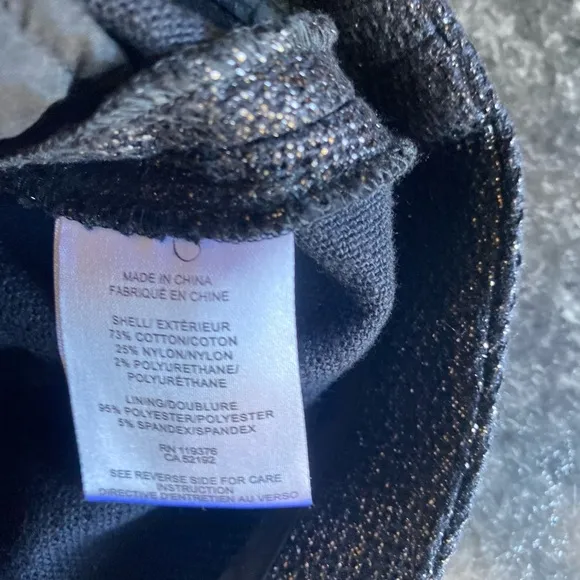 MADE IN CHINA
FABRIQUÉ EN CHINE
SHELL/ EXTÉRIEUR
73% COTTON/COTON
25% NYLON/NYLON
2% POLYURETHANE/
POLYURÉTHANE
LINING/DOUBLURE
95% POLYESTER/POLYESTER
5% SPANDEX/SPANDEX
RN 119376
CA 52192
SEE REVERSE SIDE FOR CARE
INSTRUCTION
DIRECTIVE D'ENTRETIEN AU VERSO